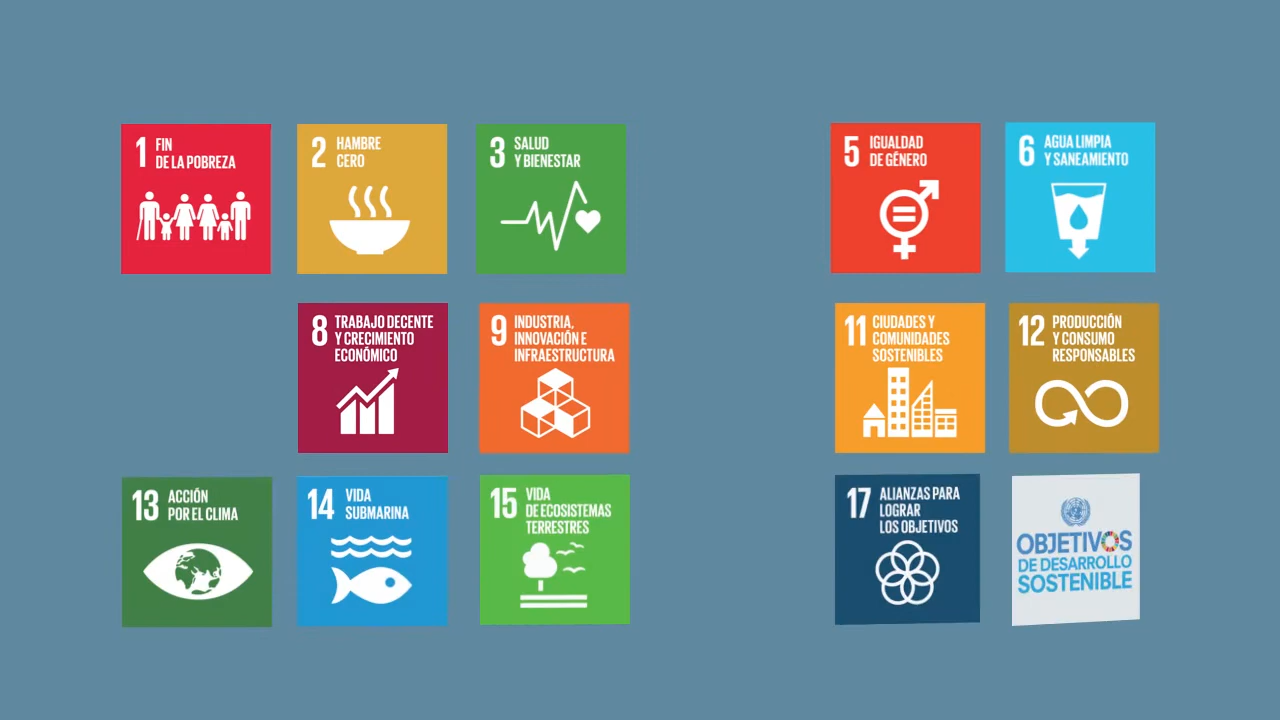 1 FIN
DE LA POBREZA
2 HAMBRE
CERO
3 SALUD
Y BIENESTAR
5 IGUALDAD
DE GÉNERO
6 AGUA LIMPIA
Y SANEAMIENTO
8 TRABAJO DECENTE
Y CRECIMIENTO
ECONÓMICO
9 INDUSTRIA,
INNOVACIÓN E
INFRAESTRUCTURA
11 CIUDADES Y
COMUNIDADES
SOSTENIBLES
12 PRODUCCIÓN
Y CONSUMO
RESPONSABLES
13 ACCIÓN
POR EL CLIMA
14 VIDA
SUBMARINA
15 VIDA
DE ECOSISTEMAS
TERRESTRES
17 ALIANZAS PARA
LOGRAR
LOS OBJETIVOS
OBJETIVOS
DE DESARROLLO
SOSTENIBLE